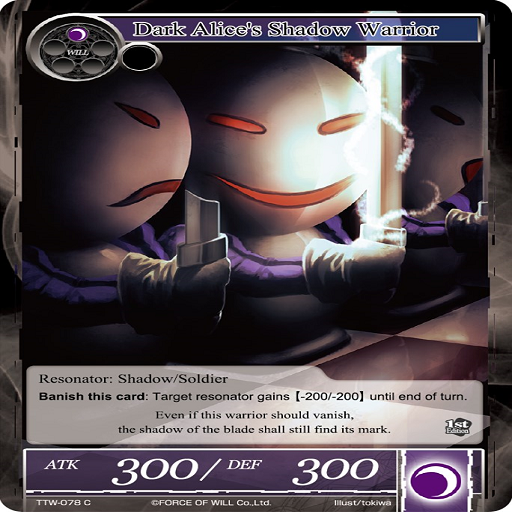 Dark Alice's Shadow Warrior
WILL
Resonator: Shadow/Soldier
Banish this card: Target resonator gains 【-200/-200】 until end of turn.
Even if this warrior should vanish,
the shadow of the blade shall still find its mark.
1st
Edition
ATK 300/ DEF 300
TTW-078 C ©FORCE OF WILL Co.,Ltd. Illust/tokiwa